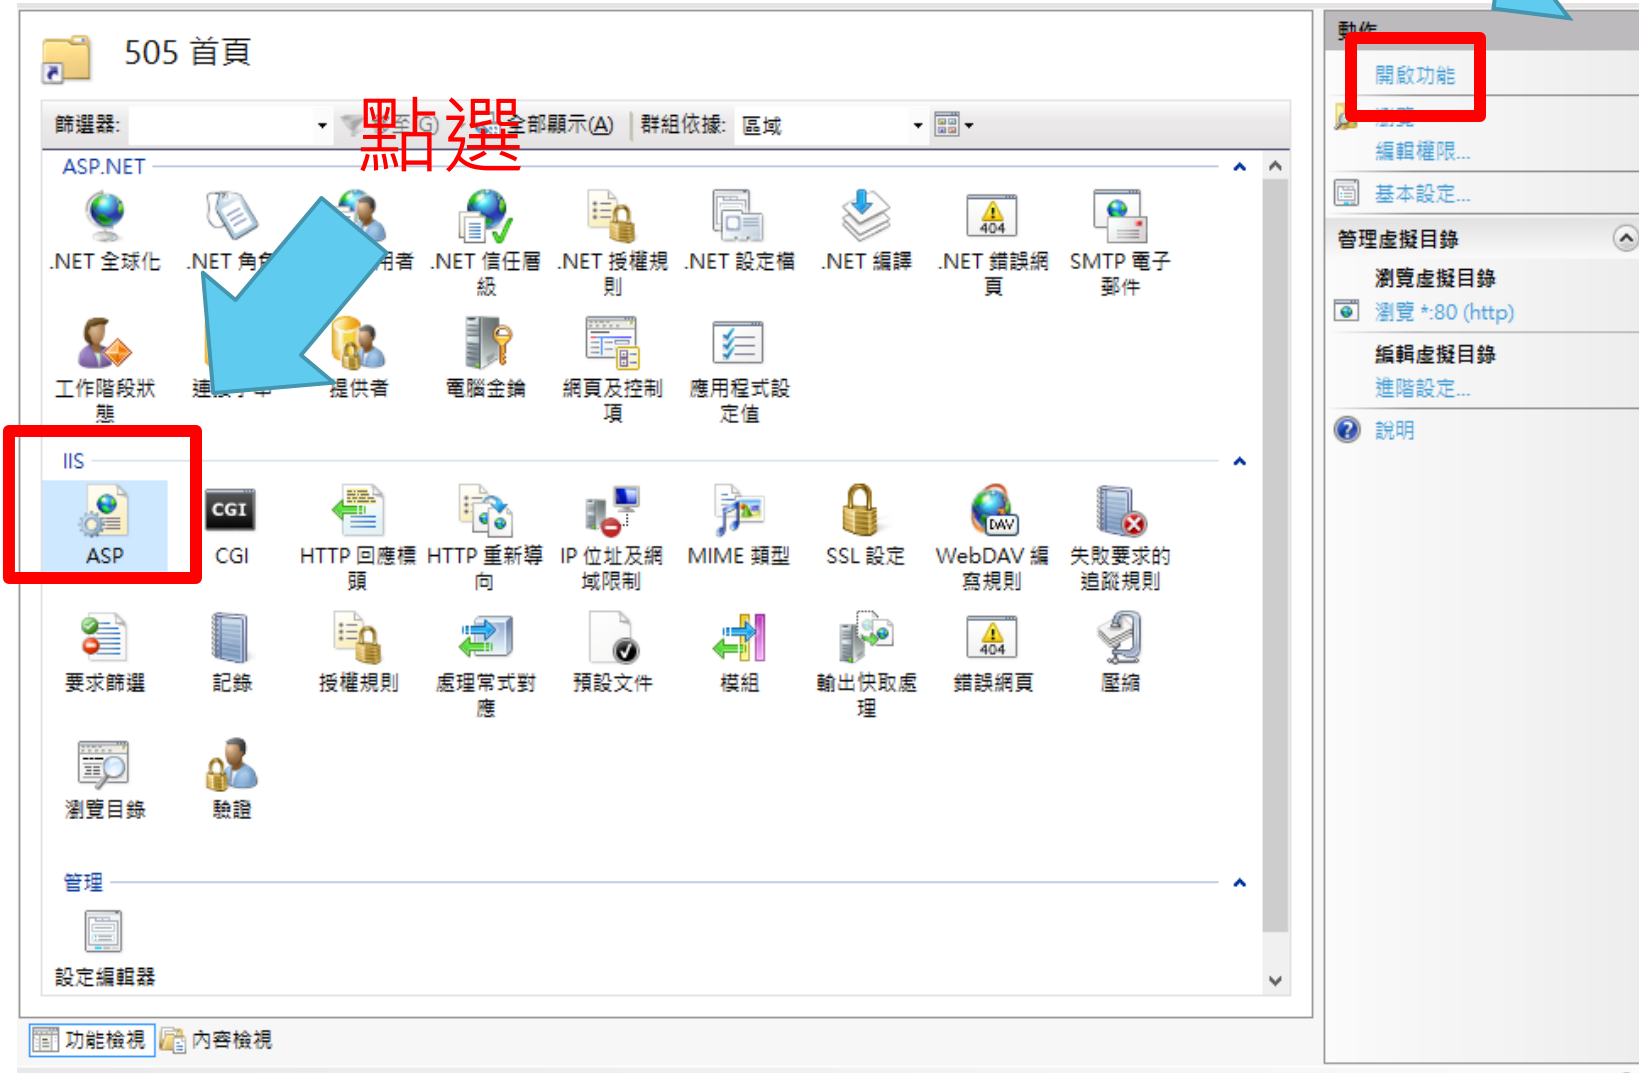 505 首頁
動作
開啟功能
點選
篩選器:
全部顯示(A)
群組依據:
區域
瀏覽
編輯權限...
基本設定...
ASP.NET
.NET 全球化
.NET 信任層
級
.NET 授權規
則
.NET 設定檔
.NET 編譯
.NET 錯誤網
頁
SMTP 電子
郵件
管理虛擬目錄
瀏覽虛擬目錄
瀏覽 *:80 (http)
編輯虛擬目錄
進階設定...
說明
工作階段狀
態
提供者
電腦金鑰
網頁及控制
項
應用程式設
定值
IIS
ASP
CGI
CGI
HTTP 回應標
頭
HTTP 重新導
向
IP 位址及網
域限制
MIME 類型
SSL 設定
DAV
WebDAV 編
寫規則
失敗要求的
追蹤規則
要求篩選
記錄
授權規則
處理常式對
應
預設文件
模組
輸出快取處
理
404
錯誤網頁
壓縮
瀏覽目錄
驗證
管理
設定編輯器
功能檢視
內容檢視